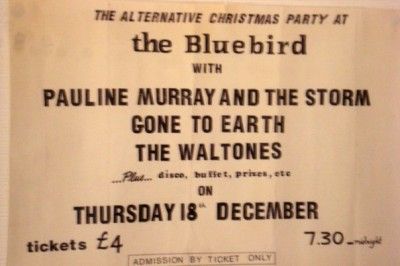 THE ALTERNATIVE CHRISTMAS PARTY AT
the Bluebird
WITH
PAULINE MURRAY AND THE STORM
GONE TO EARTH
THE WALTONES
...Plus... disco, buffet, prizes, etc
ON
THURSDAY 18th DECEMBER
tickets £4
7.30 - midnight
ADMISSION BY TICKET ONLY